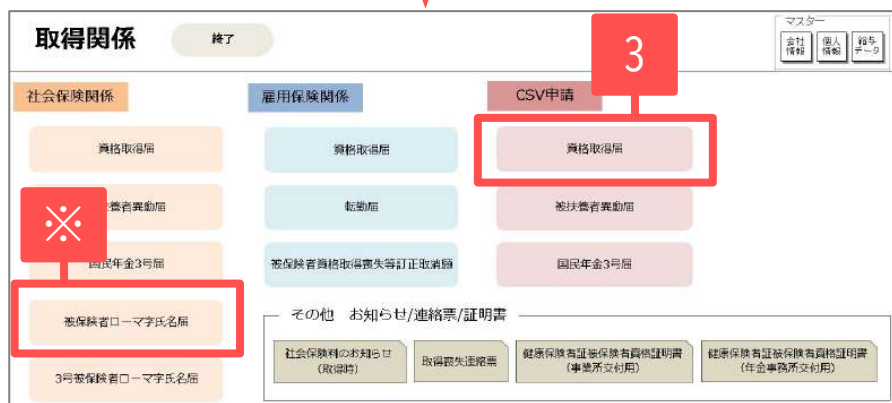 取得関係
終了
マスター
会社
情報
個人
情報
給与
データ
3
社会保険関係
雇用保険関係
CSV申請
資格取得届
資格取得届
資格取得届
扶養者異動届
転勤届
被扶養者異動届
※
国民年金3号届
被保険者資格取得喪失等訂正取消願
国民年金3号届
被保険者ローマ字氏名届
3号被保険者ローマ字氏名届
その他 お知らせ/連絡票/証明書
社会保険料のお知らせ
(取得時)
取得喪失連絡票
健康保険者証被保険者資格証明書
(事業所交付用)
健康保険者証被保険者資格証明書
(年金事務所交付用)